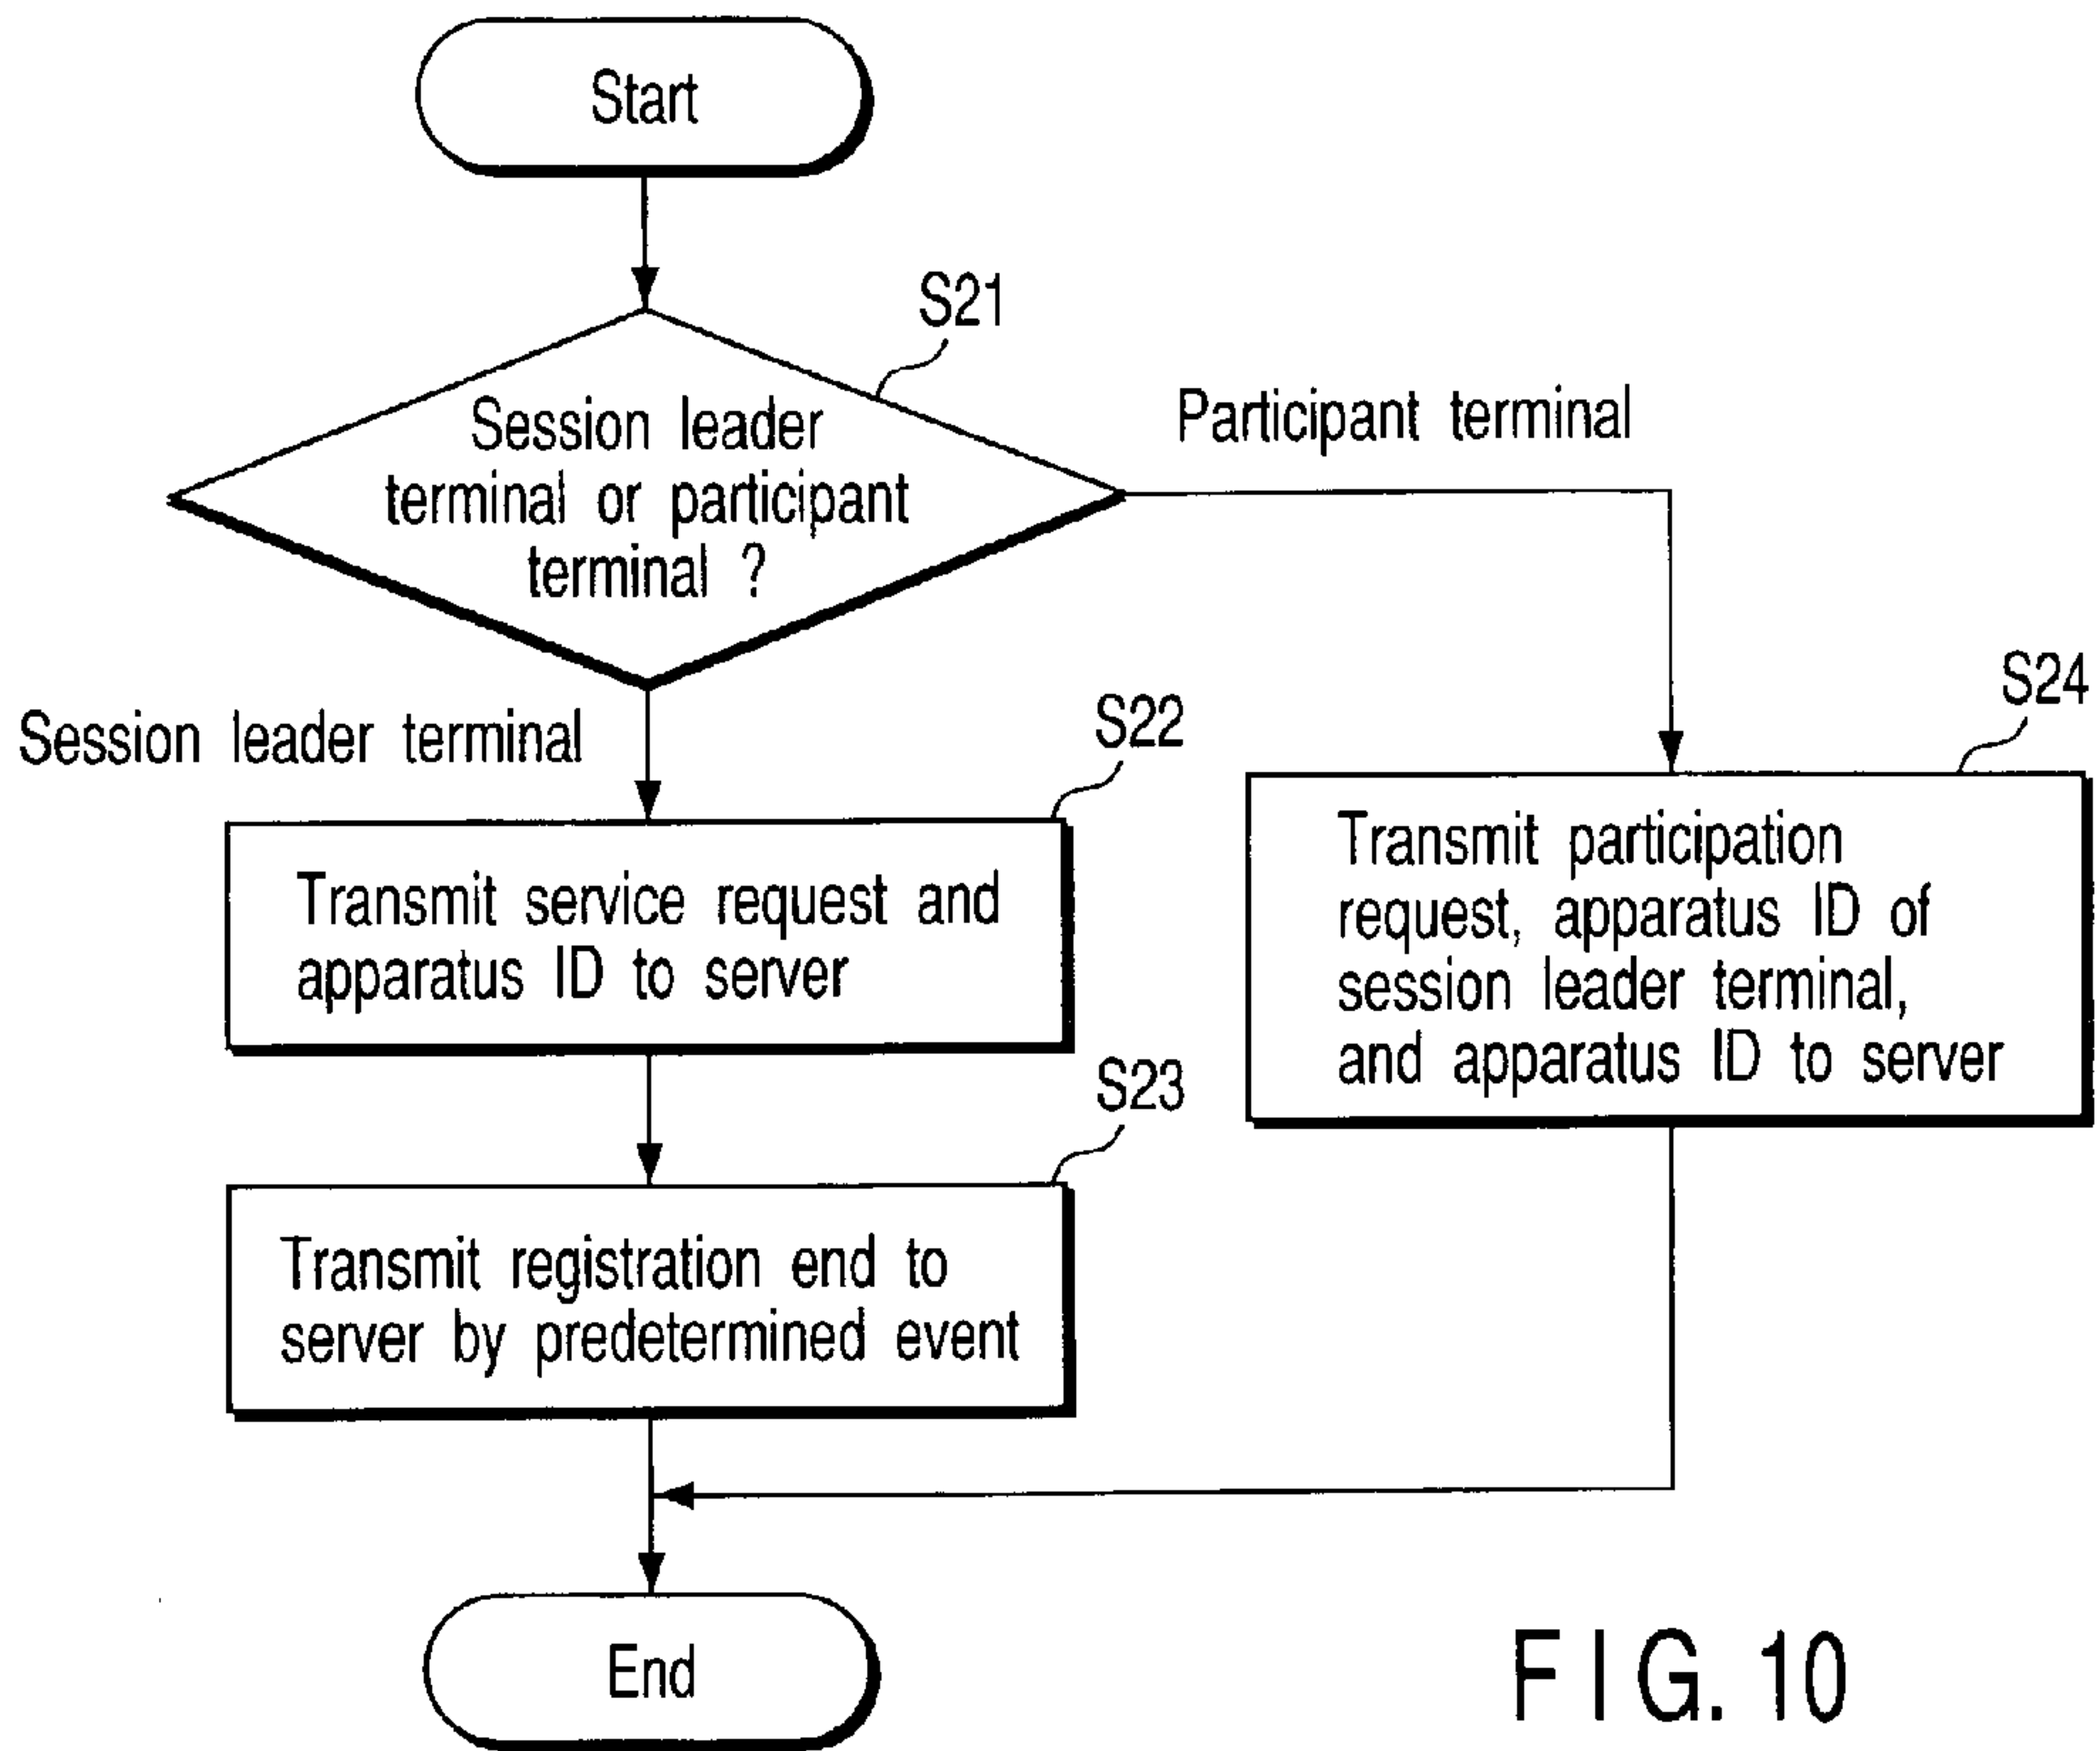 Start
S21
Session leader
terminal or participant
terminal ?
Participant terminal
Session leader terminal
S22
Transmit service request and
apparatus ID to server
S24
Transmit participation
request, apparatus ID of
session leader terminal,
and apparatus ID to server
S23
Transmit registration end to
server by predetermined event
End
FIG. 10